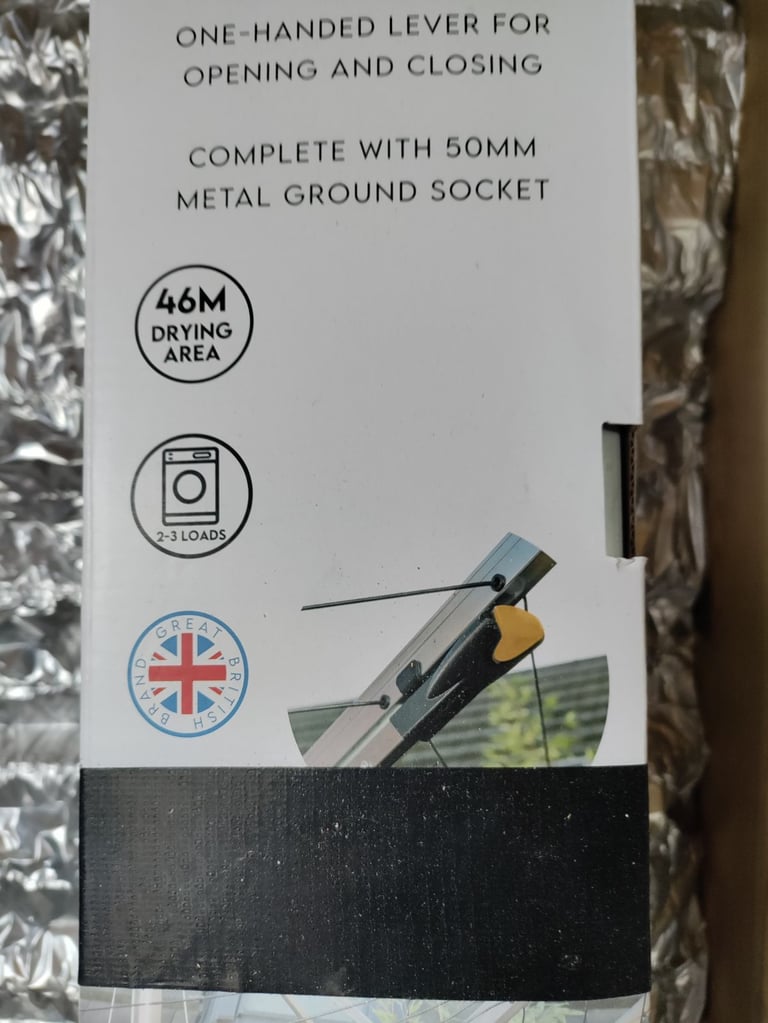 ONE-HANDED LEVER FOR
OPENING AND CLOSING
COMPLETE WITH 50MM
METAL GROUND SOCKET
46M
DRYING
AREA
2-3 LOADS
GREAT BRITISH BRAND